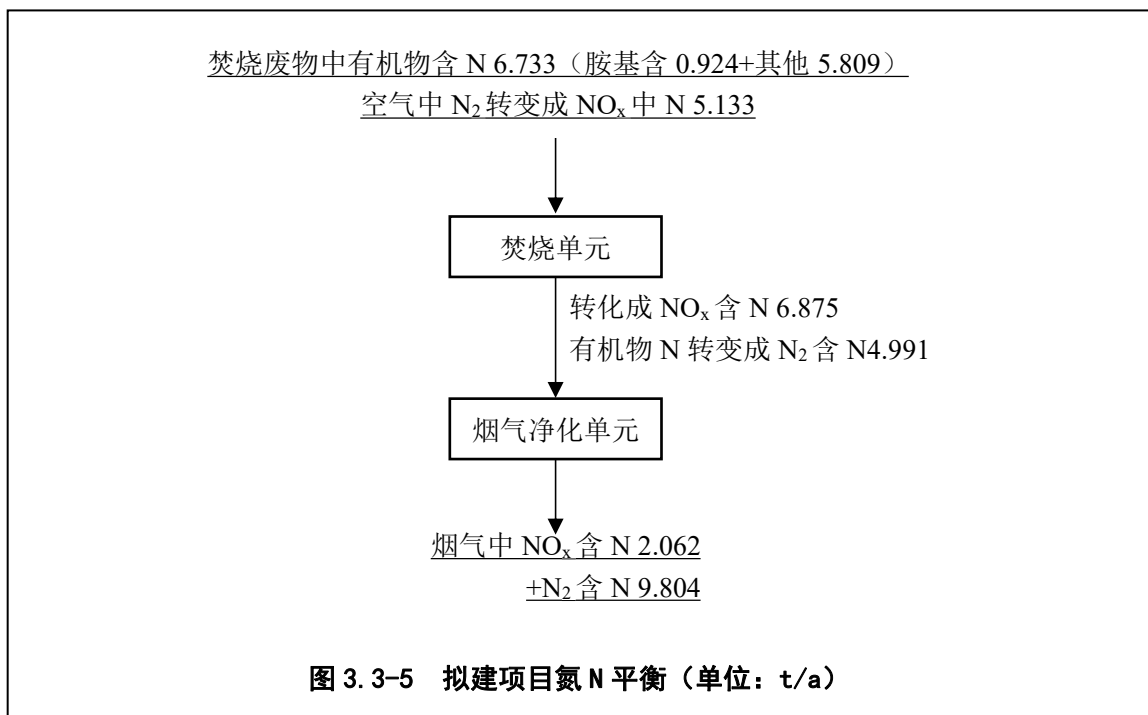 焚烧废物中有机物含 N 6.733（胺基含 0.924+其他 5.809）
空气中 N₂ 转变成 NOₓ 中 N 5.133
焚烧单元
转化成 NOₓ 含 N 6.875
有机物 N 转变成 N₂ 含 N4.991
烟气净化单元
烟气中 NOₓ 含 N 2.062
+N₂ 含 N 9.804
图 3.3-5 拟建项目氮 N 平衡（单位：t/a）